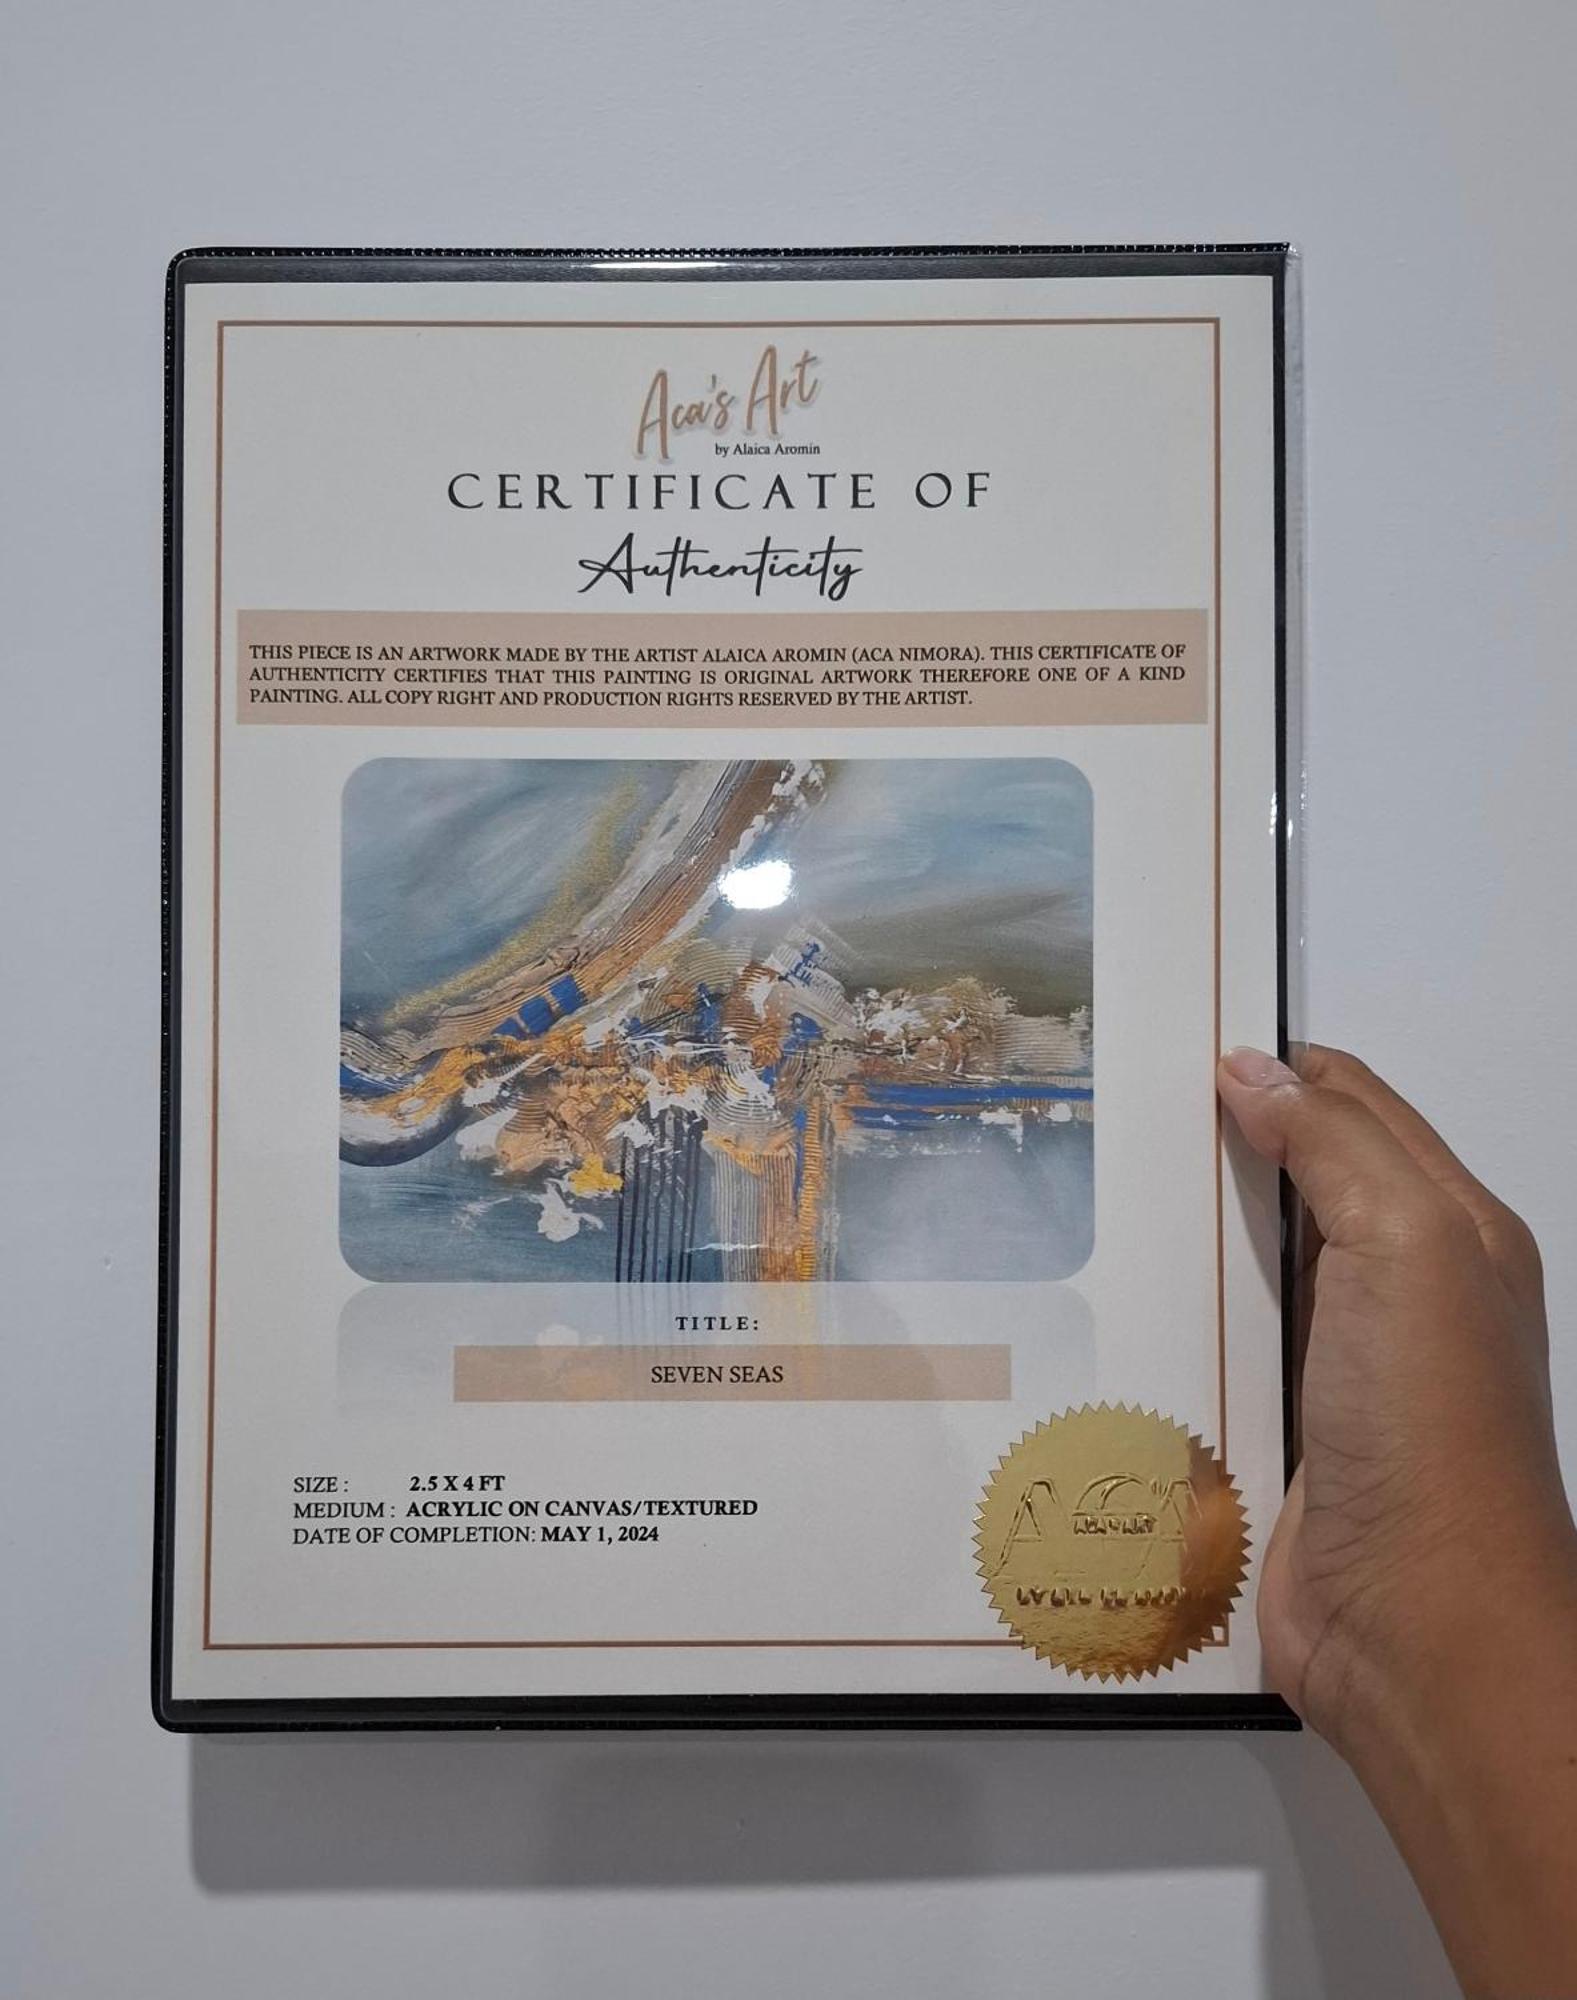 Aca's Art
by Alaica Aromin
CERTIFICATE OF
Authenticity
THIS PIECE IS AN ARTWORK MADE BY THE ARTIST ALAICA AROMIN (ACA NIMORA). THIS CERTIFICATE OF
AUTHENTICITY CERTIFIES THAT THIS PAINTING IS ORIGINAL ARTWORK THEREFORE ONE OF A KIND
PAINTING. ALL COPY RIGHT AND PRODUCTION RIGHTS RESERVED BY THE ARTIST.
TITLE:
SEVEN SEAS
SIZE : 2.5 X 4 FT
MEDIUM : ACRYLIC ON CANVAS/TEXTURED
DATE OF COMPLETION: MAY 1, 2024